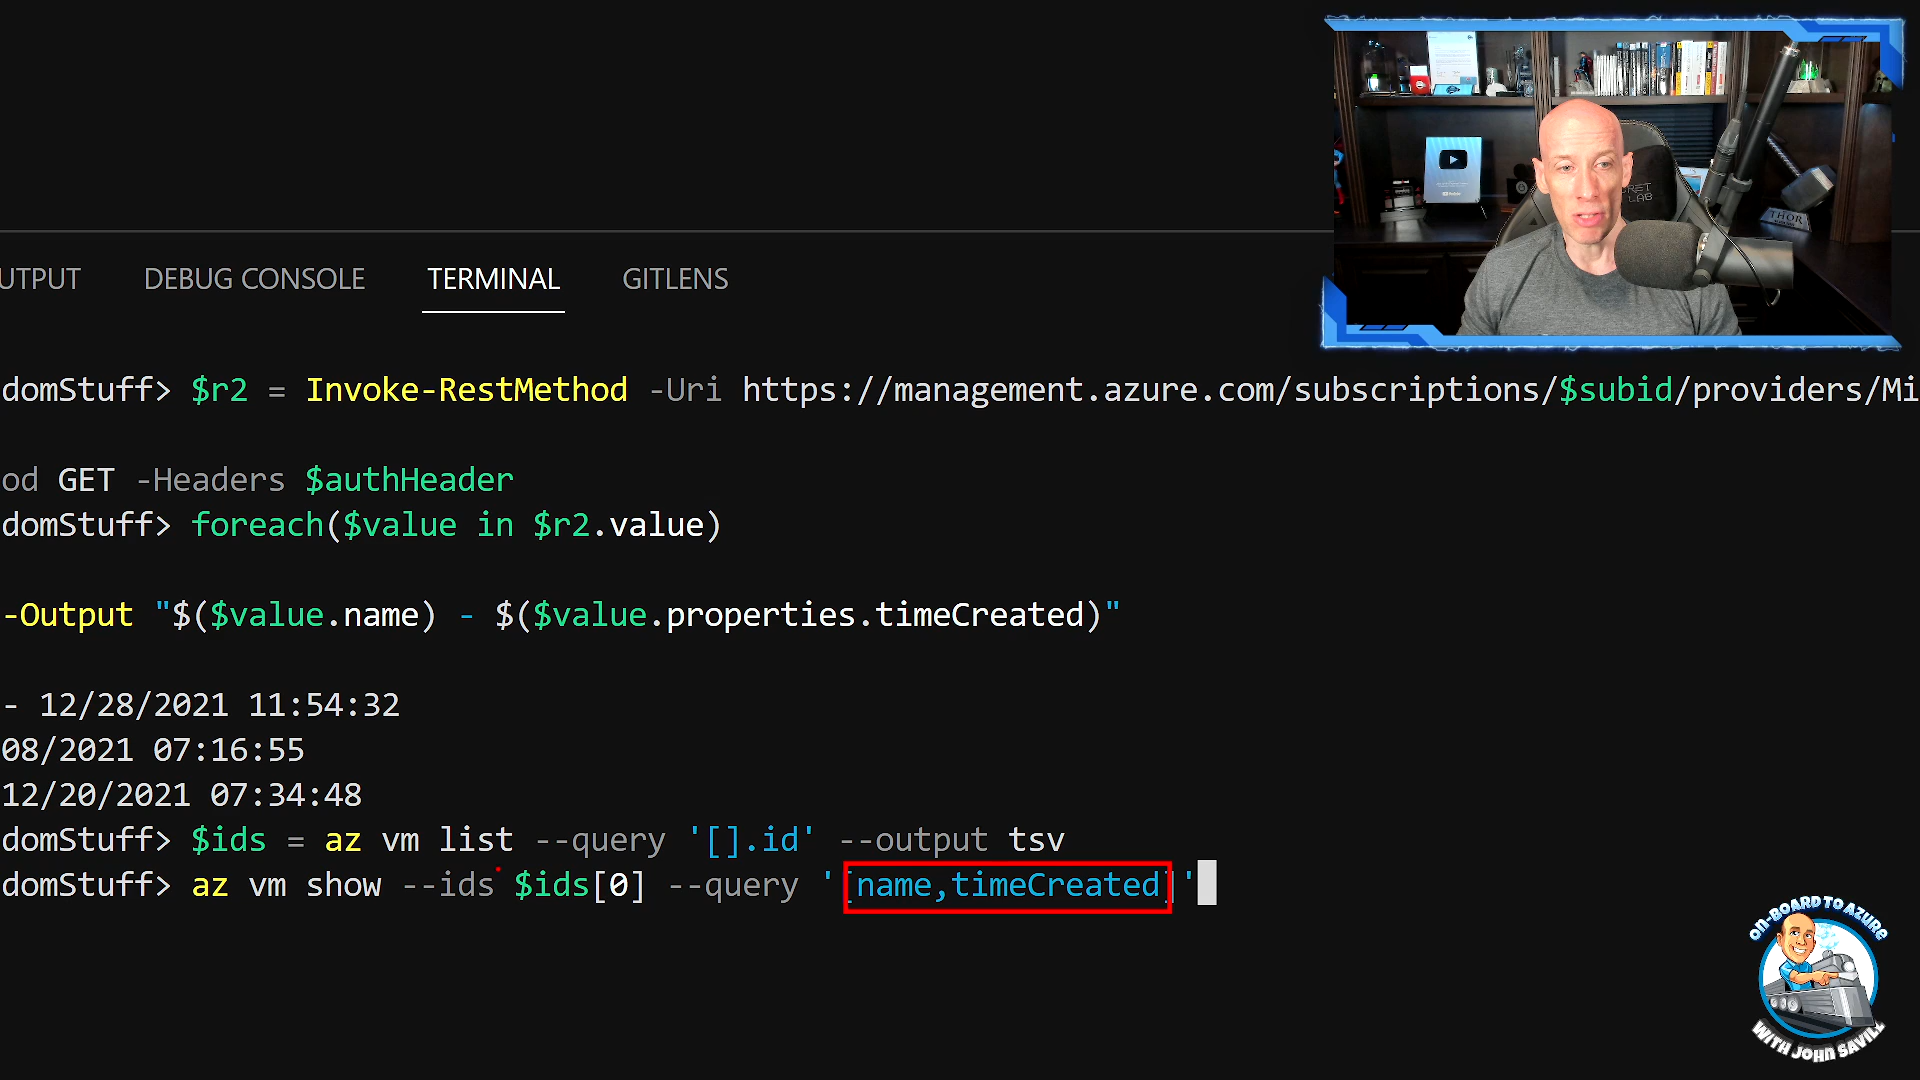 UTPUT DEBUG CONSOLE TERMINAL GITLENS
THOR
domStuff> $r2 = Invoke-RestMethod -Uri https://management.azure.com/subscriptions/$subid/providers/Mi
od GET -Headers $authHeader
domStuff> foreach($value in $r2.value)
-Output "$($value.name) - $($value.properties.timeCreated)"
- 12/28/2021 11:54:32
08/2021 07:16:55
12/20/2021 07:34:48
domStuff> $ids = az vm list --query '[].id' --output tsv
domStuff> az vm show --ids $ids[0] --query '[name,timeCreated]'
ON-BOARD TO AZURE
WITH JOHN SAVILL